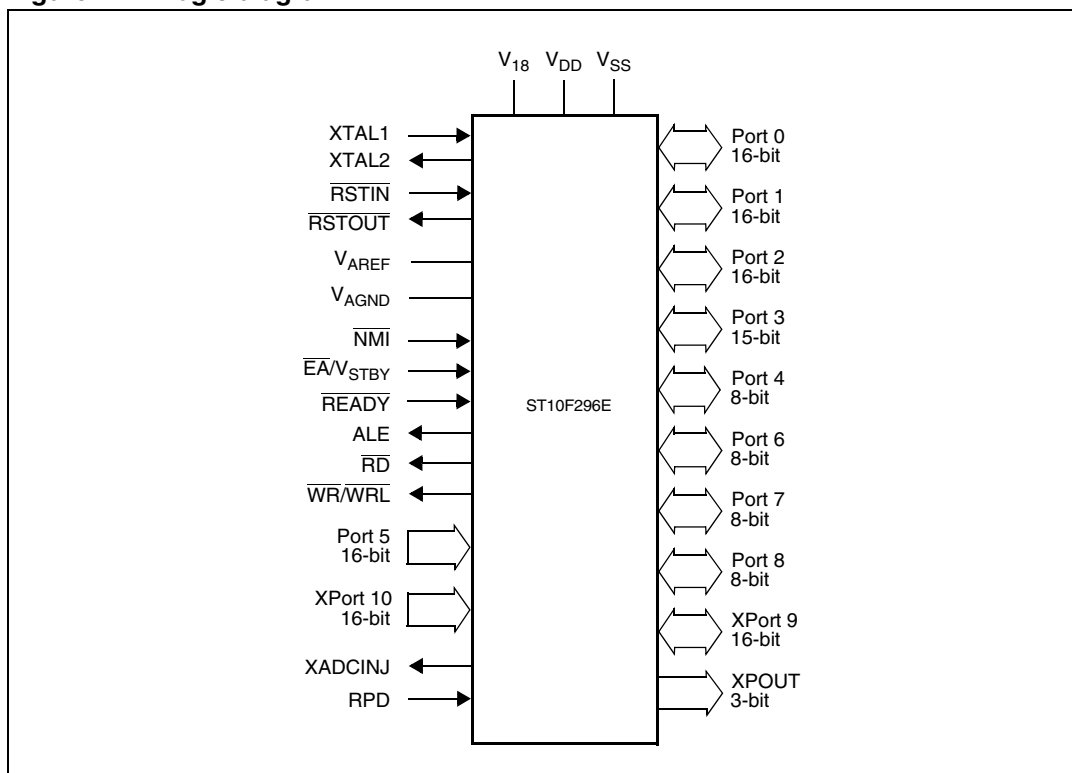 V18 VDD VSS
XTAL1
XTAL2
RSTIN
RSTOUT
VAREF
VAGND
NMI
EA/VSTBY
READY
ALE
RD
WR/WRL
Port 5
16-bit
XPort 10
16-bit
XADCINJ
RPD
ST10F296E
Port 0
16-bit
Port 1
16-bit
Port 2
16-bit
Port 3
15-bit
Port 4
8-bit
Port 6
8-bit
Port 7
8-bit
Port 8
8-bit
XPort 9
16-bit
XPOUT
3-bit